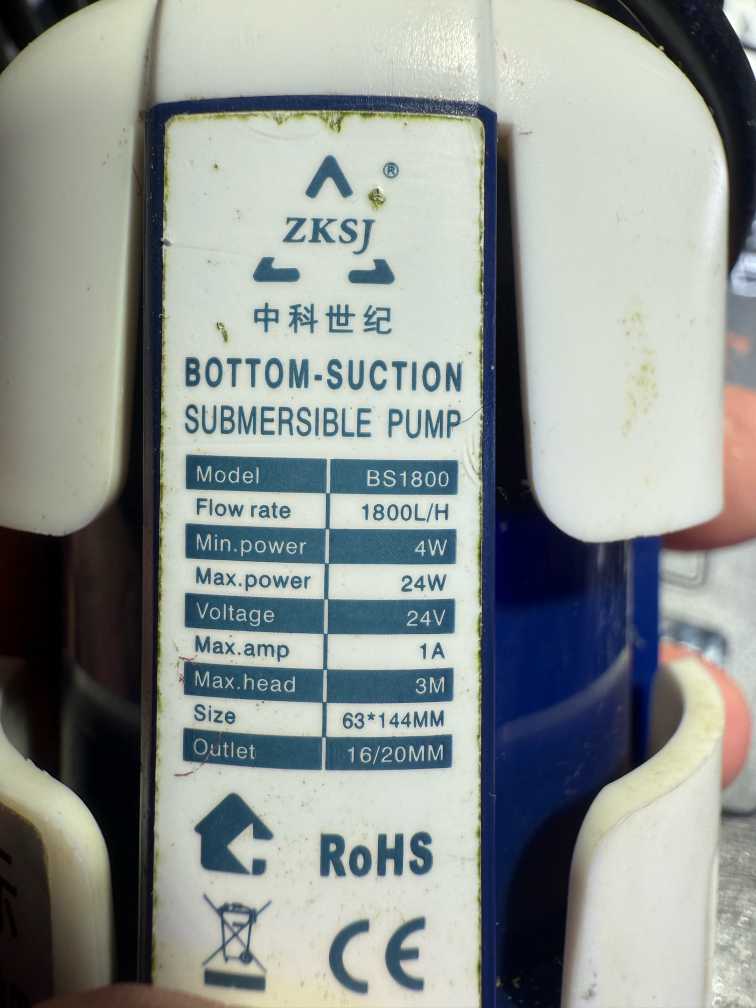 ®
ZKSJ
中科世纪
BOTTOM-SUCTION
SUBMERSIBLE PUMP
Model BS1800
Flow rate 1800L/H
Min.power 4W
Max.power 24W
Voltage 24V
Max.amp 1A
Max.head 3M
Size 63*144MM
Outlet 16/20MM
RoHS
CE